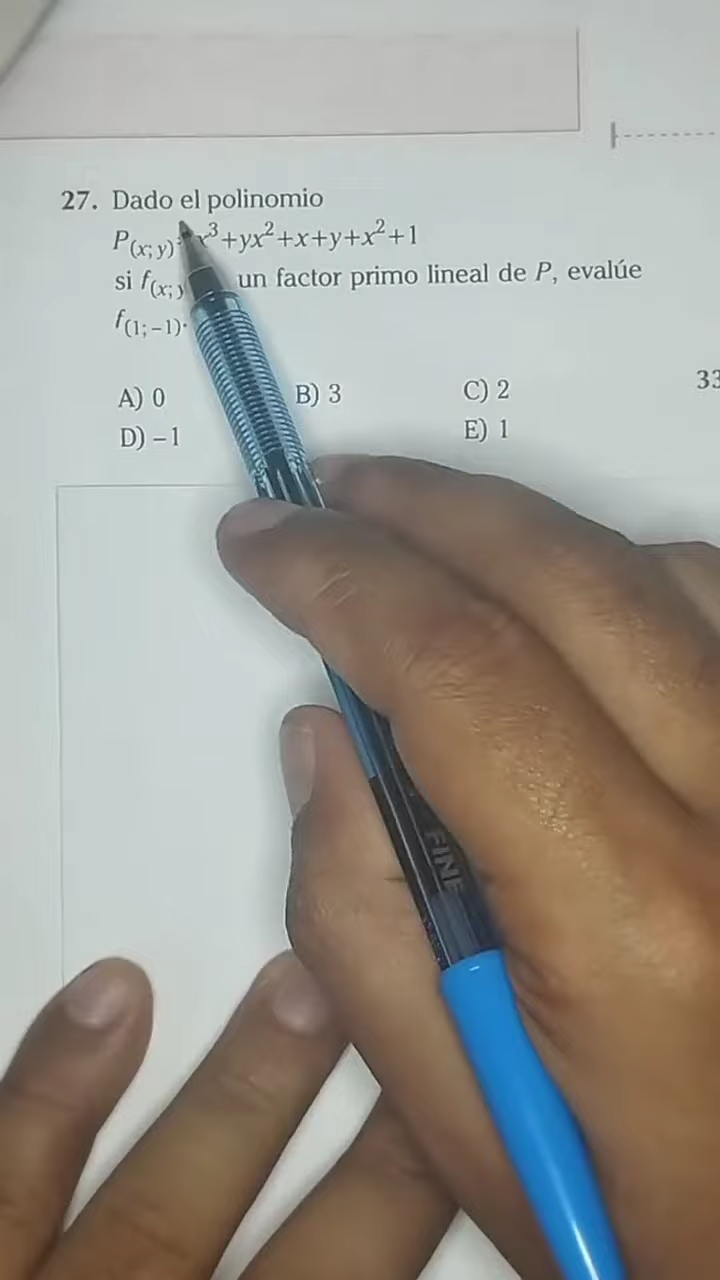 27. Dado el polinomio
P(x; y) x³+yx²+x+y+x²+1
si f(x; y un factor primo lineal de P, evalúe
f(1; −1).
A) 0 B) 3 C) 2
D) −1 E) 1
33
FINE